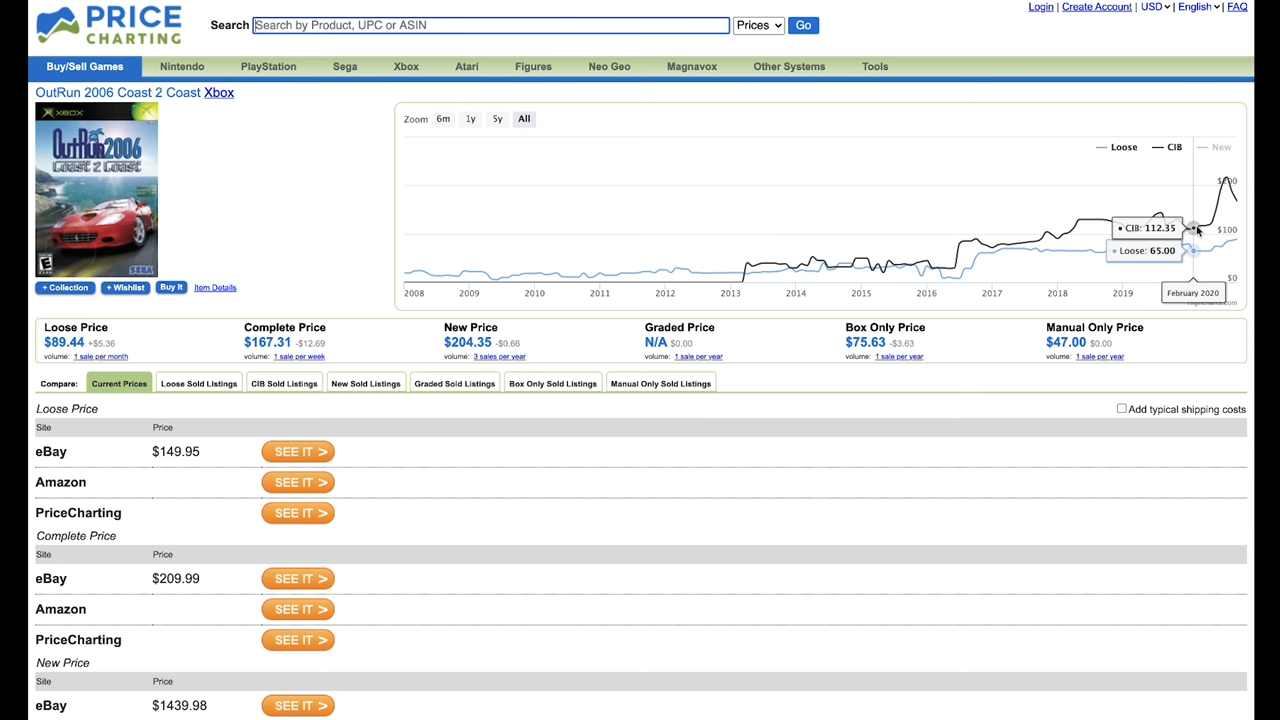 PRICE CHARTING
Search Search by Product, UPC or ASIN Prices Go
Login | Create Account | USD | English | FAQ
Buy/Sell Games Nintendo PlayStation Sega Xbox Atari Figures Neo Geo Magnavox Other Systems Tools
OutRun 2006 Coast 2 Coast Xbox
XBOX
OutRun2006
Coast 2 Coast
E
SEGA
+ Collection + Wishlist Buy It Item Details
Zoom 6m 1y 5y All
Loose CIB New
$200
CIB: 112.35
$100
Loose: 65.00
$0
2008 2009 2010 2011 2012 2013 2014 2015 2016 2017 2018 2019
February 2020
Loose Price Complete Price New Price Graded Price Box Only Price Manual Only Price
$89.44 +$5.36 $167.31 -$12.69 $204.35 -$0.66 N/A $0.00 $75.63 -$3.63 $47.00 $0.00
volume: 1 sale per month volume: 1 sale per week volume: 3 sales per year volume: 1 sale per year volume: 1 sale per year volume: 1 sale per year
Compare: Current Prices Loose Sold Listings CIB Sold Listings New Sold Listings Graded Sold Listings Box Only Sold Listings Manual Only Sold Listings
Loose Price Add typical shipping costs
Site Price
eBay $149.95 SEE IT >
Amazon SEE IT >
PriceCharting SEE IT >
Complete Price
Site Price
eBay $209.99 SEE IT >
Amazon SEE IT >
PriceCharting SEE IT >
New Price
Site Price
eBay $1439.98 SEE IT >